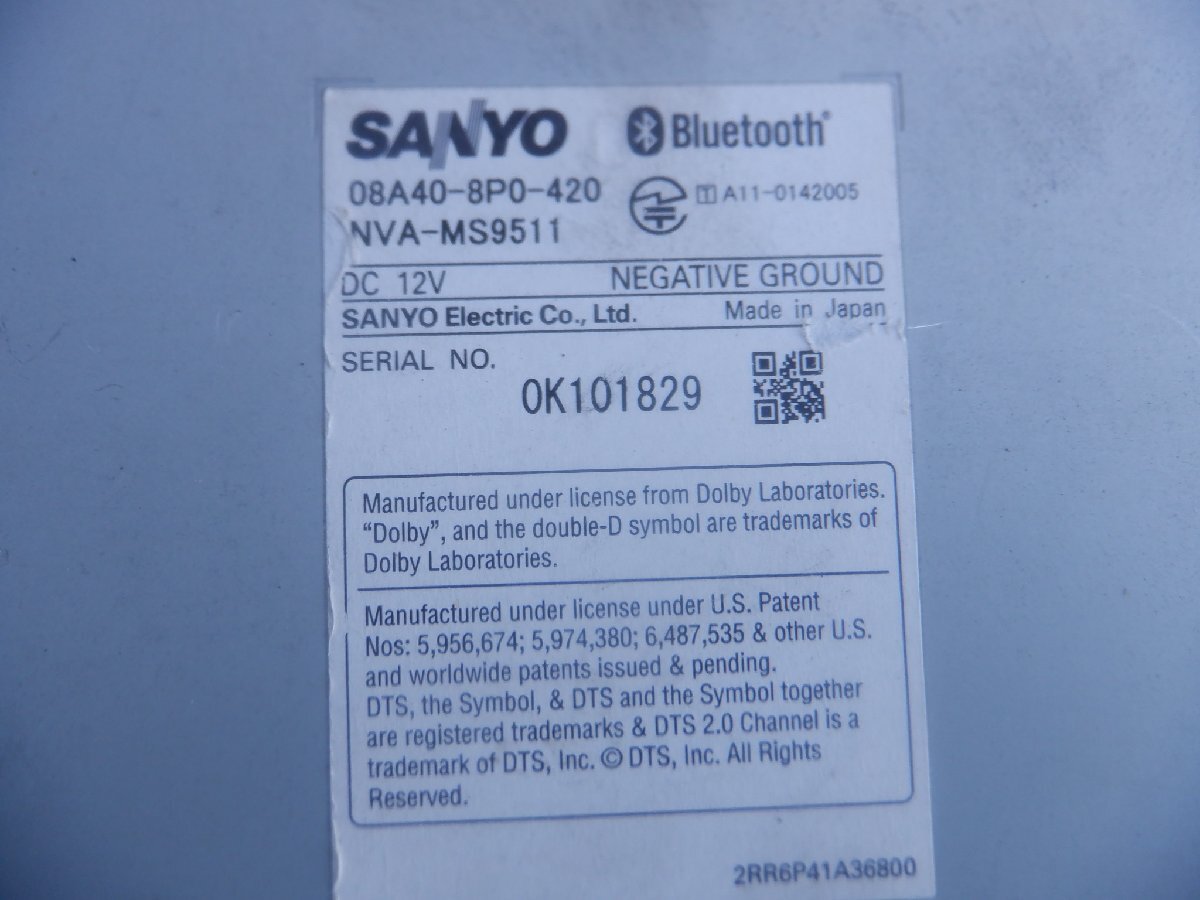 SANYO Bluetooth®
08A40-8P0-420 T A11-0142005
NVA-MS9511
DC 12V NEGATIVE GROUND
SANYO Electric Co., Ltd. Made in Japan
SERIAL NO.
0K101829
Manufactured under license from Dolby Laboratories.
“Dolby”, and the double-D symbol are trademarks of
Dolby Laboratories.
Manufactured under license under U.S. Patent
Nos: 5,956,674; 5,974,380; 6,487,535 & other U.S.
and worldwide patents issued & pending.
DTS, the Symbol, & DTS and the Symbol together
are registered trademarks & DTS 2.0 Channel is a
trademark of DTS, Inc. © DTS, Inc. All Rights
Reserved.
2RR6P41A36800